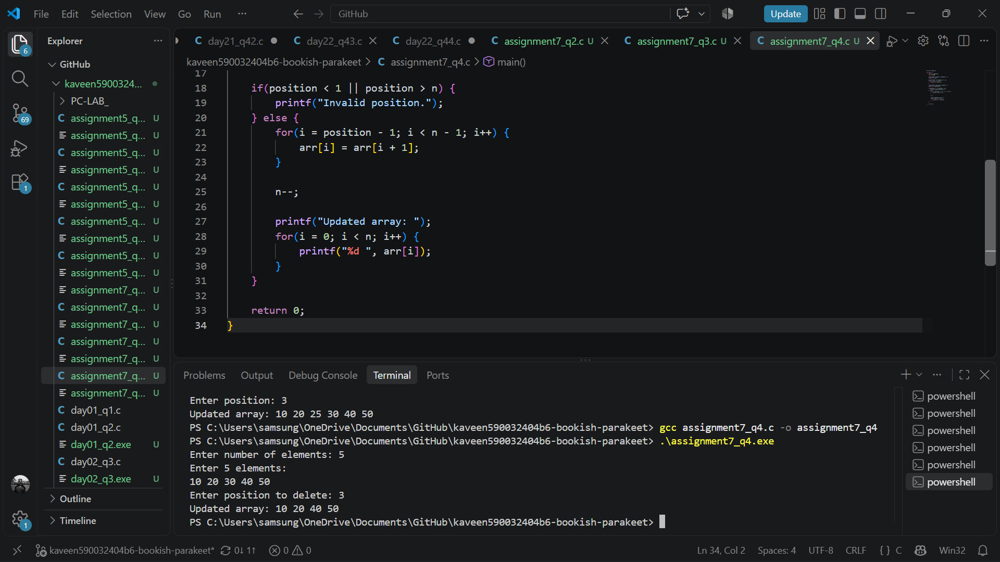 File Edit Selection View Go Run ··· GitHub Update
Explorer ···
6
day21_q42.c day22_q43.c day22_q44.c assignment7_q2.c U assignment7_q3.c U assignment7_q4.c U
GitHub
kaveen590032404b6-bookish-parakeet > C assignment7_q4.c > main()
kaveen5900324...
PC-LAB_
69
1
assignment5_q... U
assignment5_q... U
assignment5_q... U
assignment5_q... U
assignment5_q... U
assignment5_q... U
assignment5_q... U
assignment5_q... U
assignment5_q... U
assignment5_q... U
assignment7_q... U
assignment7_q... U
assignment7_q... U
assignment7_q... U
assignment7_q... U
assignment7_q... U
assignment7_q... U
day01_q1.c
day01_q2.c
day01_q2.exe U
day02_q3.c
day02_q3.exe U
Outline
Timeline
1
17
18 if(position < 1 || position > n) {
19 printf("Invalid position.");
20 } else {
21 for(i = position - 1; i < n - 1; i++) {
22 arr[i] = arr[i + 1];
23 }
24
25 n--;
26
27 printf("Updated array: ");
28 for(i = 0; i < n; i++) {
29 printf("%d ", arr[i]);
30 }
31 }
32
33 return 0;
34 }
Problems Output Debug Console Terminal Ports
Enter position: 3
Updated array: 10 20 25 30 40 50
PS C:\Users\samsung\OneDrive\Documents\GitHub\kaveen590032404b6-bookish-parakeet> gcc assignment7_q4.c -o assignment7_q4
PS C:\Users\samsung\OneDrive\Documents\GitHub\kaveen590032404b6-bookish-parakeet> .\assignment7_q4.exe
Enter number of elements: 5
Enter 5 elements:
10 20 30 40 50
Enter position to delete: 3
Updated array: 10 20 40 50
PS C:\Users\samsung\OneDrive\Documents\GitHub\kaveen590032404b6-bookish-parakeet>
powershell
powershell
powershell
powershell
powershell
powershell
kaveen590032404b6-bookish-parakeet* 0↓ 1↑ 0 0 Ln 34, Col 2 Spaces: 4 UTF-8 CRLF {} C Win32